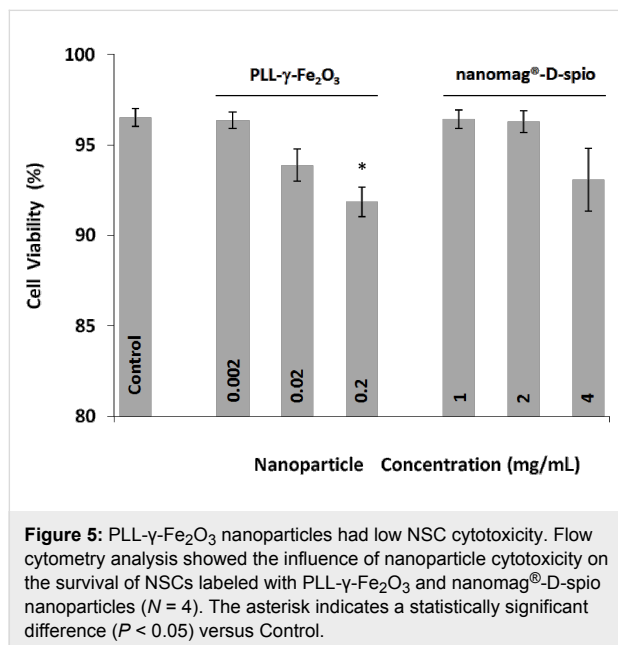 PLL-γ-Fe₂O₃ nanomag®-D-spio
100
95
90
85
80
Cell Viability (%)
*
Control
0.002
0.02
0.2
1
2
4
Nanoparticle Concentration (mg/mL)
Figure 5: PLL-γ-Fe₂O₃ nanoparticles had low NSC cytotoxicity. Flow
cytometry analysis showed the influence of nanoparticle cytotoxicity on
the survival of NSCs labeled with PLL-γ-Fe₂O₃ and nanomag®-D-spio
nanoparticles (N = 4). The asterisk indicates a statistically significant
difference (P < 0.05) versus Control.